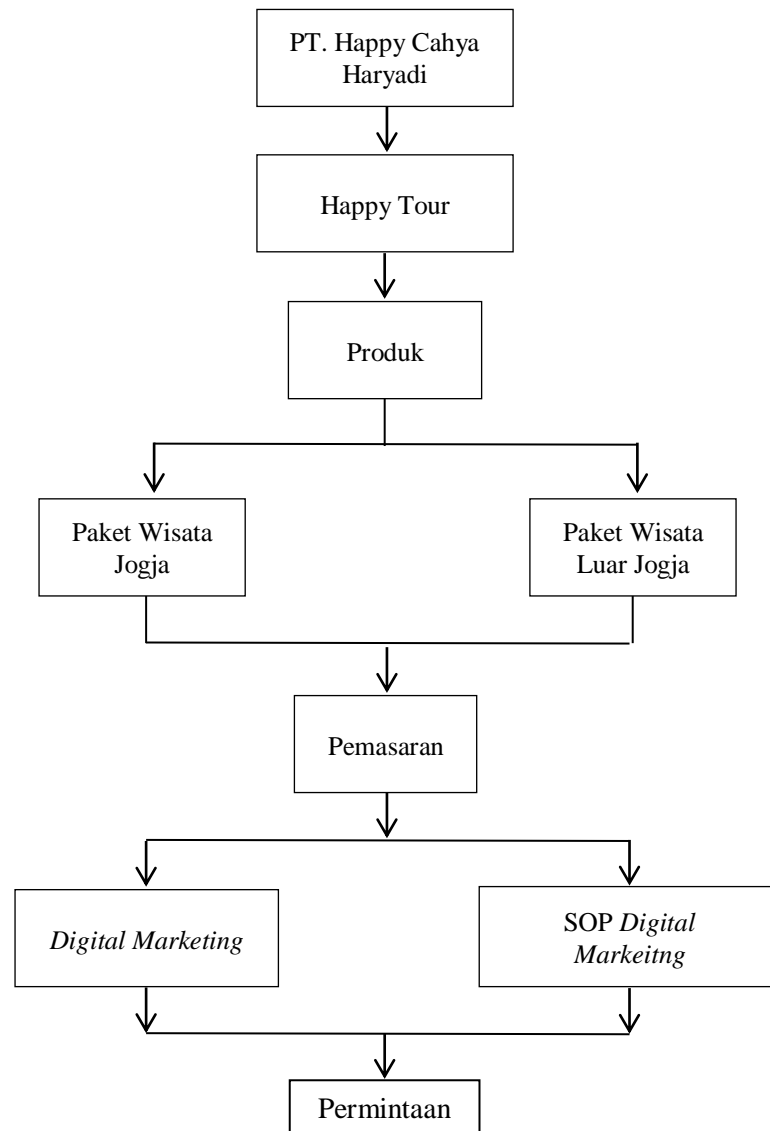 PT. Happy Cahya
Haryadi
Happy Tour
Produk
Paket Wisata
Jogja
Paket Wisata
Luar Jogja
Pemasaran
Digital Marketing
SOP Digital
Markeitng
Permintaan